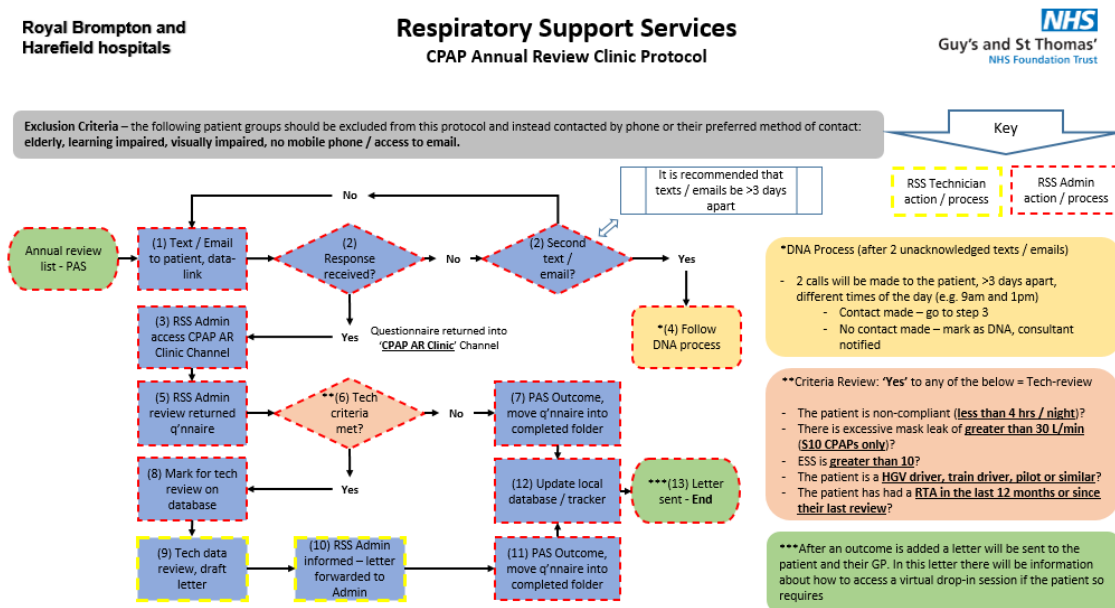 Royal Brompton and
Harefield hospitals
Respiratory Support Services
CPAP Annual Review Clinic Protocol
NHS
Guy's and St Thomas'
NHS Foundation Trust
Exclusion Criteria – the following patient groups should be excluded from this protocol and instead contacted by phone or their preferred method of contact:
elderly, learning impaired, visually impaired, no mobile phone / access to email.
Key
RSS Technician
action / process
RSS Admin
action / process
It is recommended that
texts / emails be >3 days
apart
No
Annual review
list - PAS
(1) Text / Email
to patient, data-
link
(2)
Response
received?
No
(2) Second
text /
email?
Yes
*(4) Follow
DNA process
Yes
Questionnaire returned into
'CPAP AR Clinic' Channel
(3) RSS Admin
access CPAP AR
Clinic Channel
(5) RSS Admin
review returned
q'nnaire
**(6) Tech
criteria
met?
No
(7) PAS Outcome,
move q'nnaire into
completed folder
Yes
(8) Mark for tech
review on
database
(12) Update local
database / tracker
***(13) Letter
sent - End
(9) Tech data
review, draft
letter
(10) RSS Admin
informed – letter
forwarded to
Admin
(11) PAS Outcome,
move q'nnaire into
completed folder
*DNA Process (after 2 unacknowledged texts / emails)
- 2 calls will be made to the patient, >3 days apart,
different times of the day (e.g. 9am and 1pm)
- Contact made – go to step 3
- No contact made – mark as DNA, consultant
notified
**Criteria Review: 'Yes' to any of the below = Tech-review
- The patient is non-compliant (less than 4 hrs / night)?
- There is excessive mask leak of greater than 30 L/min
(S10 CPAPs only)?
- ESS is greater than 10?
- The patient is a HGV driver, train driver, pilot or similar?
- The patient has had a RTA in the last 12 months or since
their last review?
***After an outcome is added a letter will be sent to the
patient and their GP. In this letter there will be information
about how to access a virtual drop-in session if the patient so
requires